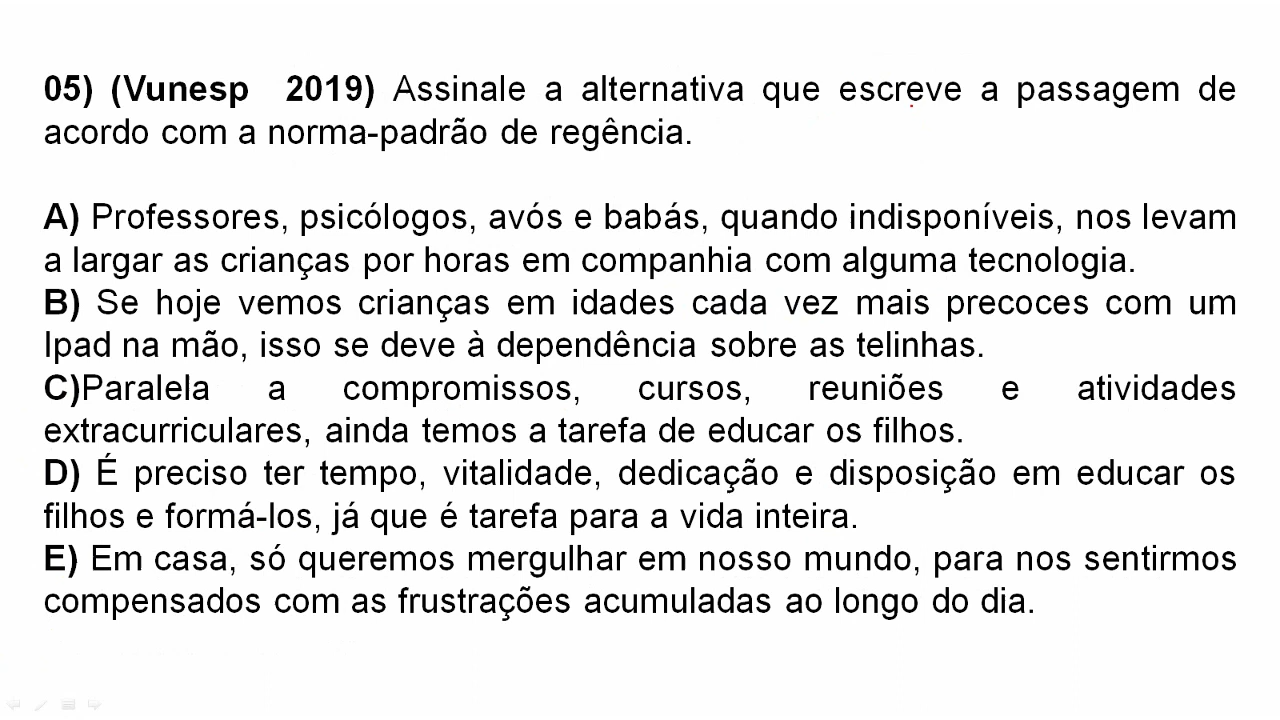 05) (Vunesp 2019) Assinale a alternativa que escreve a passagem de
acordo com a norma-padrão de regência.
A) Professores, psicólogos, avós e babás, quando indisponíveis, nos levam
a largar as crianças por horas em companhia com alguma tecnologia.
B) Se hoje vemos crianças em idades cada vez mais precoces com um
Ipad na mão, isso se deve à dependência sobre as telinhas.
C)Paralela a compromissos, cursos, reuniões e atividades
extracurriculares, ainda temos a tarefa de educar os filhos.
D) É preciso ter tempo, vitalidade, dedicação e disposição em educar os
filhos e formá-los, já que é tarefa para a vida inteira.
E) Em casa, só queremos mergulhar em nosso mundo, para nos sentirmos
compensados com as frustrações acumuladas ao longo do dia.